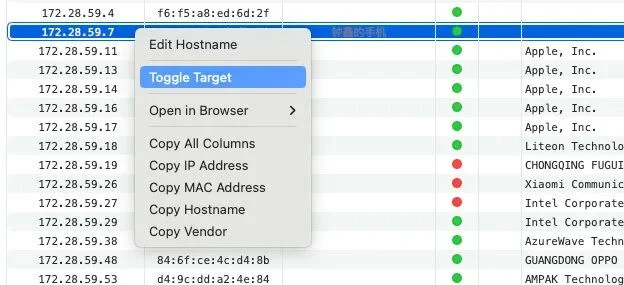 172.28.59.4 f6:f5:a8:ed:6d:2f
172.28.59.7 钟鑫的手机
Edit Hostname
172.28.59.11 Apple, Inc.
172.28.59.13 Toggle Target Apple, Inc.
172.28.59.14 Apple, Inc.
172.28.59.16 Open in Browser Apple, Inc.
172.28.59.17 Apple, Inc.
172.28.59.18 Copy All Columns Liteon Technolo
172.28.59.19 Copy IP Address CHONGQING FUGUI
172.28.59.26 Copy MAC Address Xiaomi Communic
172.28.59.27 Copy Hostname Intel Corporate
172.28.59.29 Copy Vendor Intel Corporate
172.28.59.38 AzureWave Techn
172.28.59.48 84:6f:ce:4c:d4:8b GUANGDONG OPPO
172.28.59.53 d4:9c:dd:a2:4e:84 AMPAK Technolog